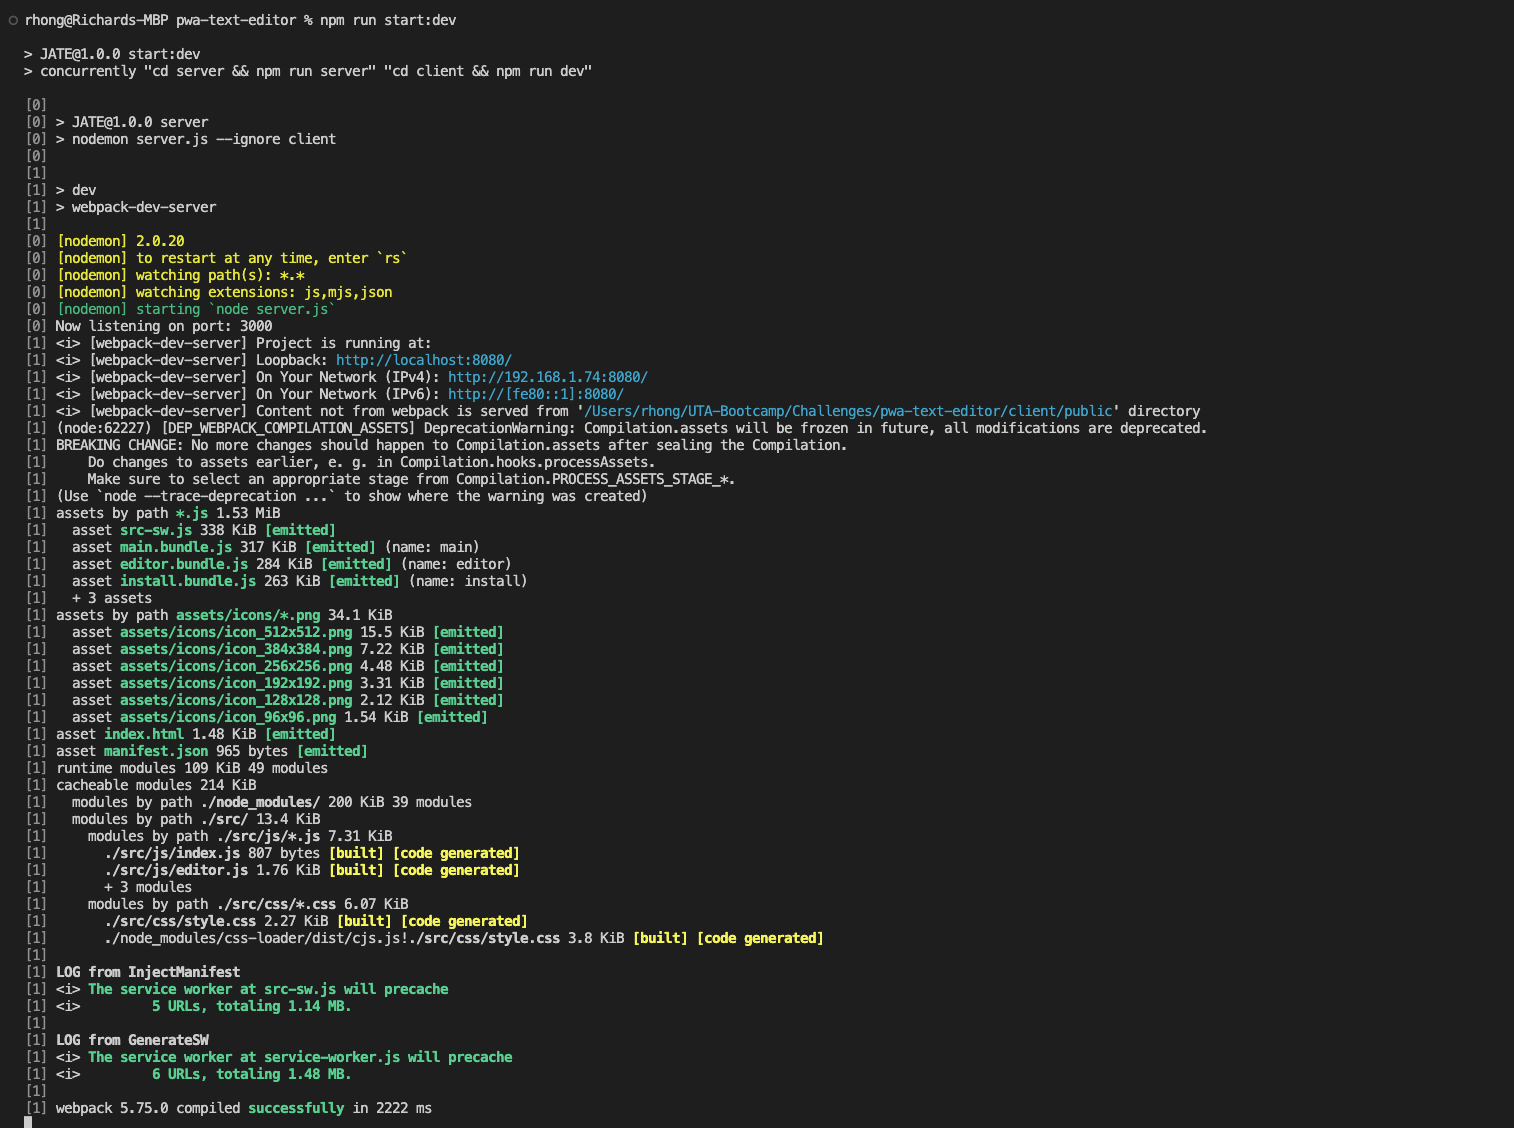 rhong@Richards-MBP pwa-text-editor % npm run start:dev
> JATE@1.0.0 start:dev
> concurrently "cd server && npm run server" "cd client && npm run dev"
[0]
[0] > JATE@1.0.0 server
[0] > nodemon server.js --ignore client
[0]
[1]
[1] > dev
[1] > webpack-dev-server
[1]
[0] [nodemon] 2.0.20
[0] [nodemon] to restart at any time, enter `rs`
[0] [nodemon] watching path(s): *.*
[0] [nodemon] watching extensions: js,mjs,json
[0] [nodemon] starting `node server.js`
[0] Now listening on port: 3000
[1] <i> [webpack-dev-server] Project is running at:
[1] <i> [webpack-dev-server] Loopback: http://localhost:8080/
[1] <i> [webpack-dev-server] On Your Network (IPv4): http://192.168.1.74:8080/
[1] <i> [webpack-dev-server] On Your Network (IPv6): http://[fe80::1]:8080/
[1] <i> [webpack-dev-server] Content not from webpack is served from '/Users/rhong/UTA-Bootcamp/Challenges/pwa-text-editor/client/public' directory
[1] (node:62227) [DEP_WEBPACK_COMPILATION_ASSETS] DeprecationWarning: Compilation.assets will be frozen in future, all modifications are deprecated.
[1] BREAKING CHANGE: No more changes should happen to Compilation.assets after sealing the Compilation.
[1]     Do changes to assets earlier, e. g. in Compilation.hooks.processAssets.
[1]     Make sure to select an appropriate stage from Compilation.PROCESS_ASSETS_STAGE_*.
[1] (Use `node --trace-deprecation ...` to show where the warning was created)
[1] assets by path *.js 1.53 MiB
[1]   asset src-sw.js 338 KiB [emitted]
[1]   asset main.bundle.js 317 KiB [emitted] (name: main)
[1]   asset editor.bundle.js 284 KiB [emitted] (name: editor)
[1]   asset install.bundle.js 263 KiB [emitted] (name: install)
[1]   + 3 assets
[1] assets by path assets/icons/*.png 34.1 KiB
[1]   asset assets/icons/icon_512x512.png 15.5 KiB [emitted]
[1]   asset assets/icons/icon_384x384.png 7.22 KiB [emitted]
[1]   asset assets/icons/icon_256x256.png 4.48 KiB [emitted]
[1]   asset assets/icons/icon_192x192.png 3.31 KiB [emitted]
[1]   asset assets/icons/icon_128x128.png 2.12 KiB [emitted]
[1]   asset assets/icons/icon_96x96.png 1.54 KiB [emitted]
[1] asset index.html 1.48 KiB [emitted]
[1] asset manifest.json 965 bytes [emitted]
[1] runtime modules 109 KiB 49 modules
[1] cacheable modules 214 KiB
[1]   modules by path ./node_modules/ 200 KiB 39 modules
[1]   modules by path ./src/ 13.4 KiB
[1]     modules by path ./src/js/*.js 7.31 KiB
[1]       ./src/js/index.js 807 bytes [built] [code generated]
[1]       ./src/js/editor.js 1.76 KiB [built] [code generated]
[1]       + 3 modules
[1]     modules by path ./src/css/*.css 6.07 KiB
[1]       ./src/css/style.css 2.27 KiB [built] [code generated]
[1]       ./node_modules/css-loader/dist/cjs.js!./src/css/style.css 3.8 KiB [built] [code generated]
[1]
[1] LOG from InjectManifest
[1] <i> The service worker at src-sw.js will precache
[1] <i>         5 URLs, totaling 1.14 MB.
[1]
[1] LOG from GenerateSW
[1] <i> The service worker at service-worker.js will precache
[1] <i>         6 URLs, totaling 1.48 MB.
[1]
[1] webpack 5.75.0 compiled successfully in 2222 ms